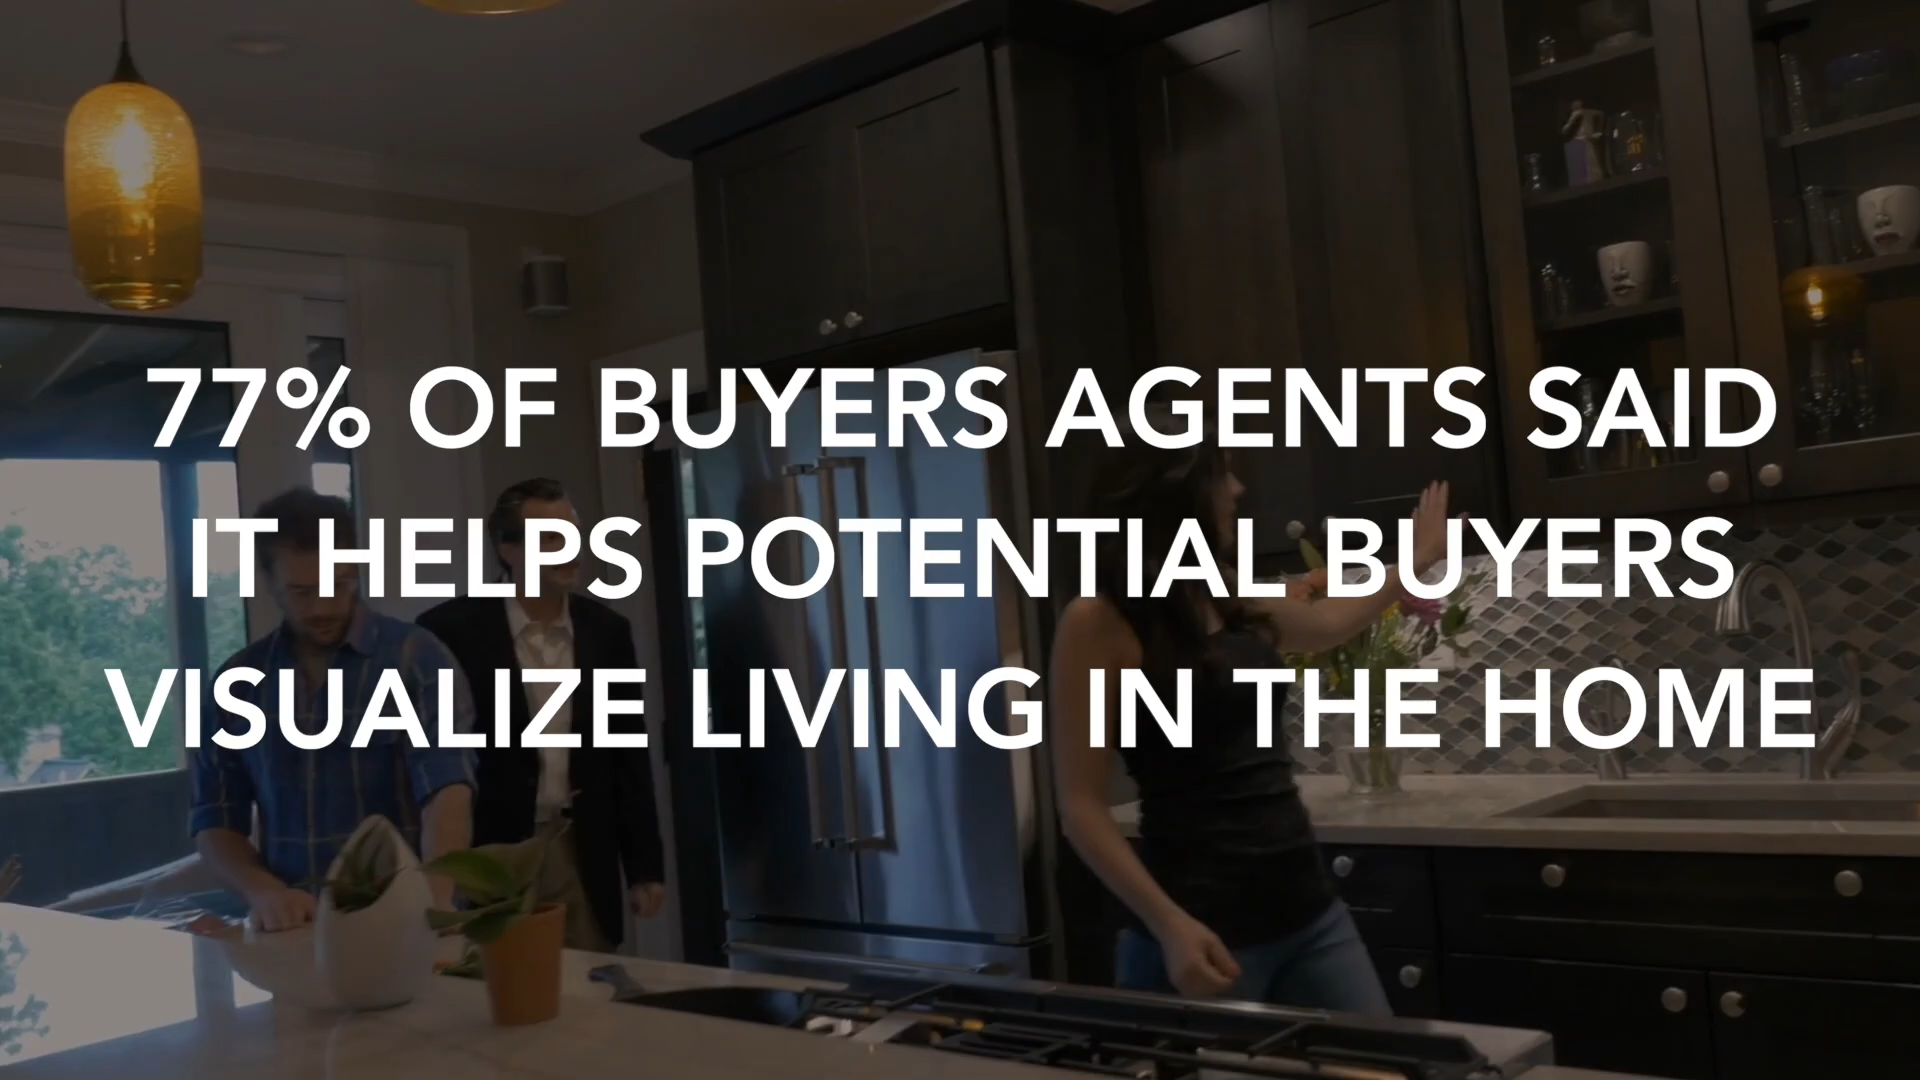 77% OF BUYERS AGENTS SAID
IT HELPS POTENTIAL BUYERS
VISUALIZE LIVING IN THE HOME